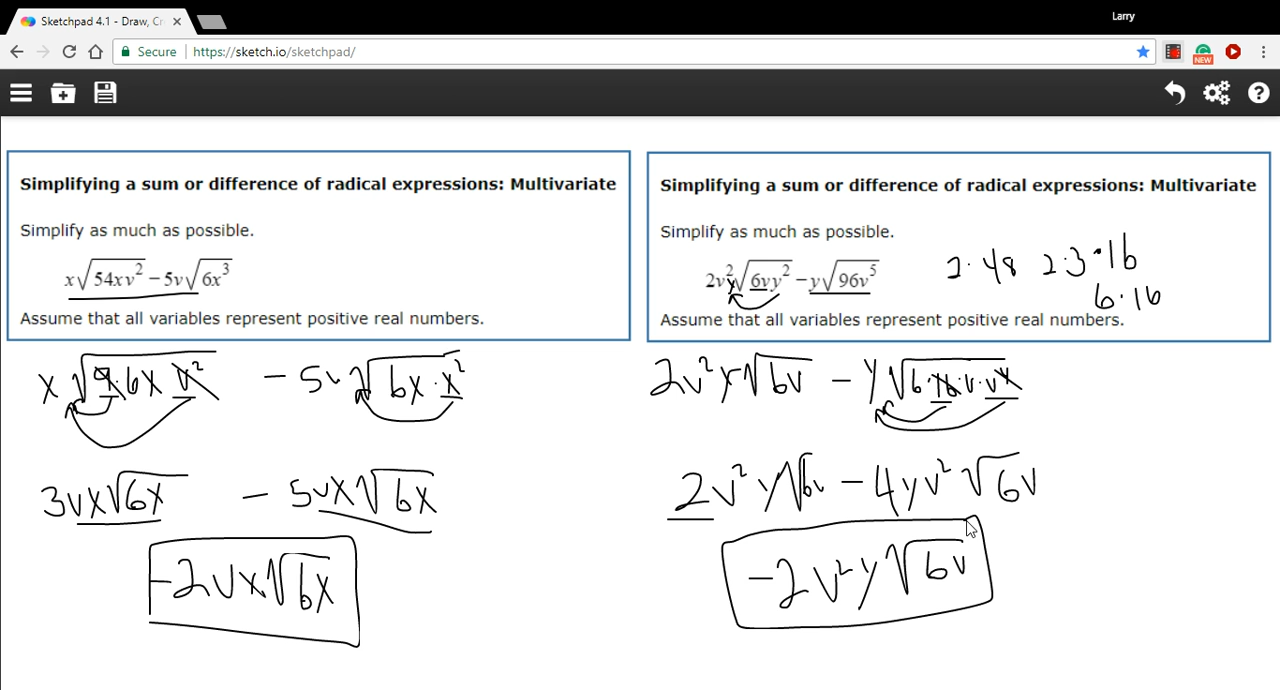 Larry
Sketchpad 4.1 - Draw, Cr
Secure https://sketch.io/sketchpad/
NEW
Simplifying a sum or difference of radical expressions: Multivariate
Simplify as much as possible.
x√54xv² − 5v√6x³
Assume that all variables represent positive real numbers.
x√9·6x v² − 5v√6x·x²
3vx√6x − 5vx√6x
−2vx√6x
Simplifying a sum or difference of radical expressions: Multivariate
Simplify as much as possible.
2v²y√6vy² − y√96v⁵
2·48 2·3·16
6·16
Assume that all variables represent positive real numbers.
2v²y√6v − y√6·16·v·v⁴
2v²y√6v − 4yv²√6v
−2v²y√6v